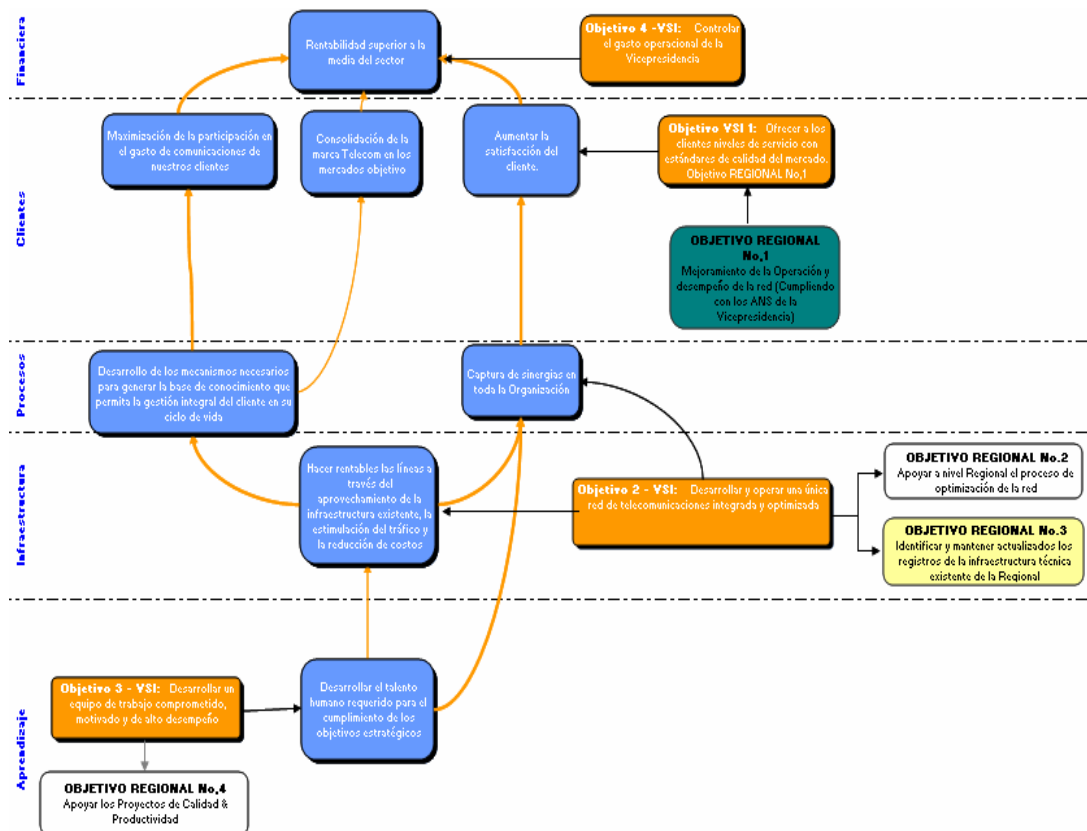 Financiera
Rentabilidad superior a la
media del sector
Objetivo 4 -VSI: Controlar
el gasto operacional de la
Vicepresidencia
Clientes
Maximización de la participación en
el gasto de comunicaciones de
nuestros clientes
Consolidación de la
marca Telecom en los
mercados objetivo
Aumentar la
satisfacción del
cliente.
Objetivo VSI 1: Ofrecer a los
clientes niveles de servicio con
estándares de calidad del mercado.
Objetivo REGIONAL No,1
OBJETIVO REGIONAL
No,1
Mejoramiento de la Operación y
desempeño de la red (Cumpliendo
con los ANS de la
Vicepresidencia)
Procesos
Desarrollo de los mecanismos necesarios
para generar la base de conocimiento que
permita la gestión integral del cliente en su
ciclo de vida
Captura de sinergias en
toda la Organización
Infraestructura
Hacer rentables las líneas a
través del
aprovechamiento de la
infraestructura existente, la
estimulación del tráfico y
la reducción de costos
Objetivo 2 - VSI: Desarrollar y operar una única
red de telecomunicaciones integrada y optimizada
OBJETIVO REGIONAL No.2
Apoyar a nivel Regional el proceso de
optimización de la red
OBJETIVO REGIONAL No.3
Identificar y mantener actualizados los
registros de la infraestructura técnica
existente de la Regional
Aprendizaje
Objetivo 3 - VSI: Desarrollar un
equipo de trabajo comprometido,
motivado y de alto desempeño
Desarrollar el talento
humano requerido para el
cumplimiento de los
objetivos estratégicos
OBJETIVO REGIONAL No,4
Apoyar los Proyectos de Calidad &
Productividad